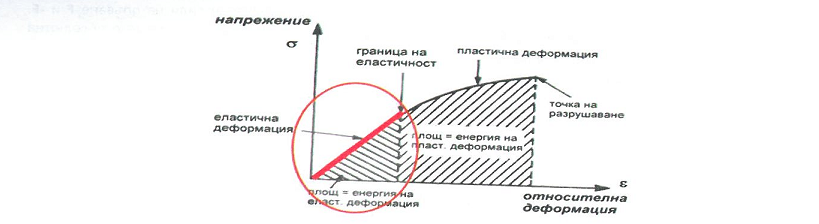 напрежение
σ
граница на
еластичност
пластична деформация
точка на
разрушаване
еластична
деформация
площ = енергия на
пласт. деформация
площ = енергия на
еласт. деформация
ε
относителна
деформация